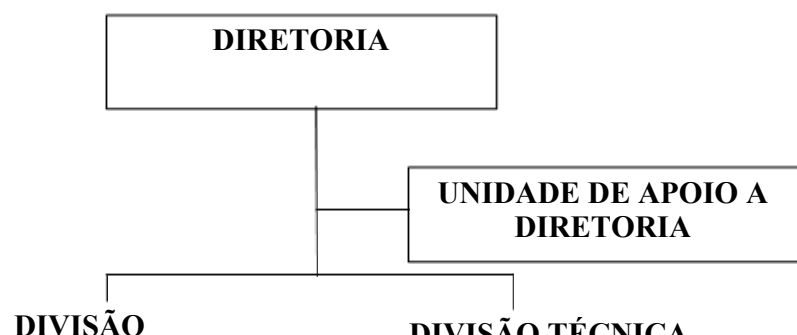 DIRETORIA
UNIDADE DE APOIO A
DIRETORIA
DIVISÃO
DIVISÃO TÉCNICA